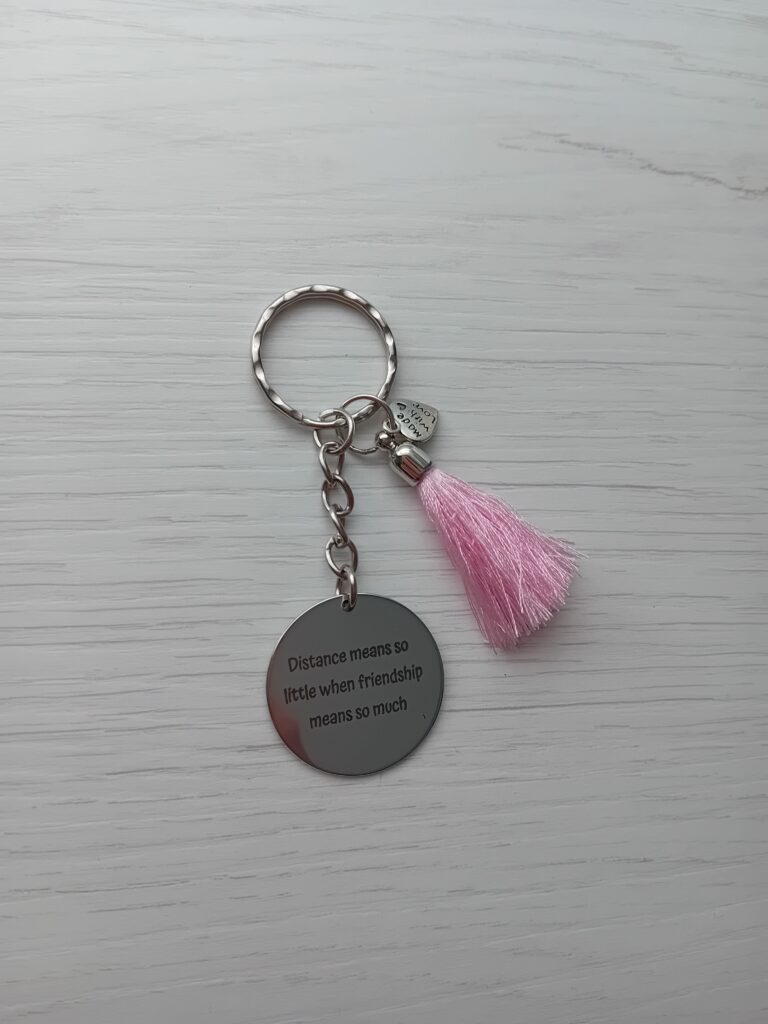 Distance means so
little when friendship
means so much
made
with
Love